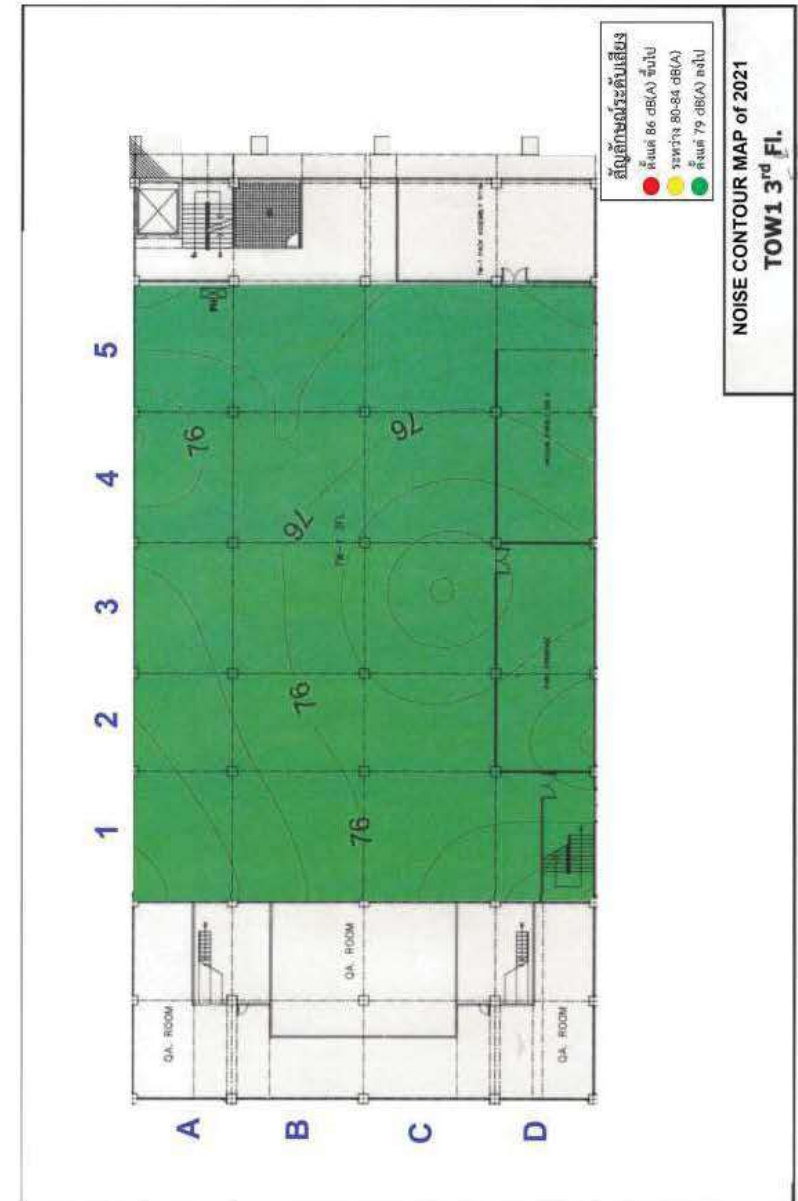 สัญลักษณ์ระดับเสียง
ตั้งแต่ 86 dB(A) ขึ้นไป
ระหว่าง 80-84 dB(A)
ตั้งแต่ 79 dB(A) ลงไป
NOISE CONTOUR MAP of 2021
TOW1 3rd Fl.
1
2
3
4
5
A
B
C
D
76
76
76
76
76
TW-1 3FL
QA. ROOM
QA. ROOM
QA. ROOM